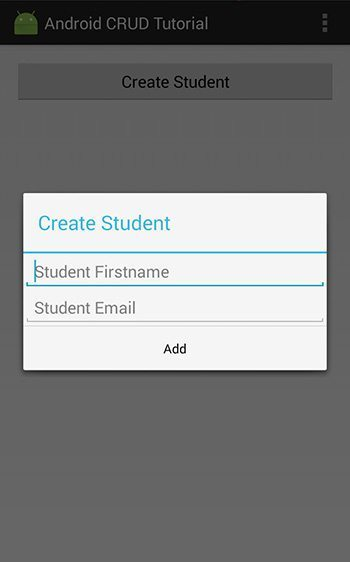 Android CRUD Tutorial
Create Student
Create Student
Student Firstname
Student Email
Add